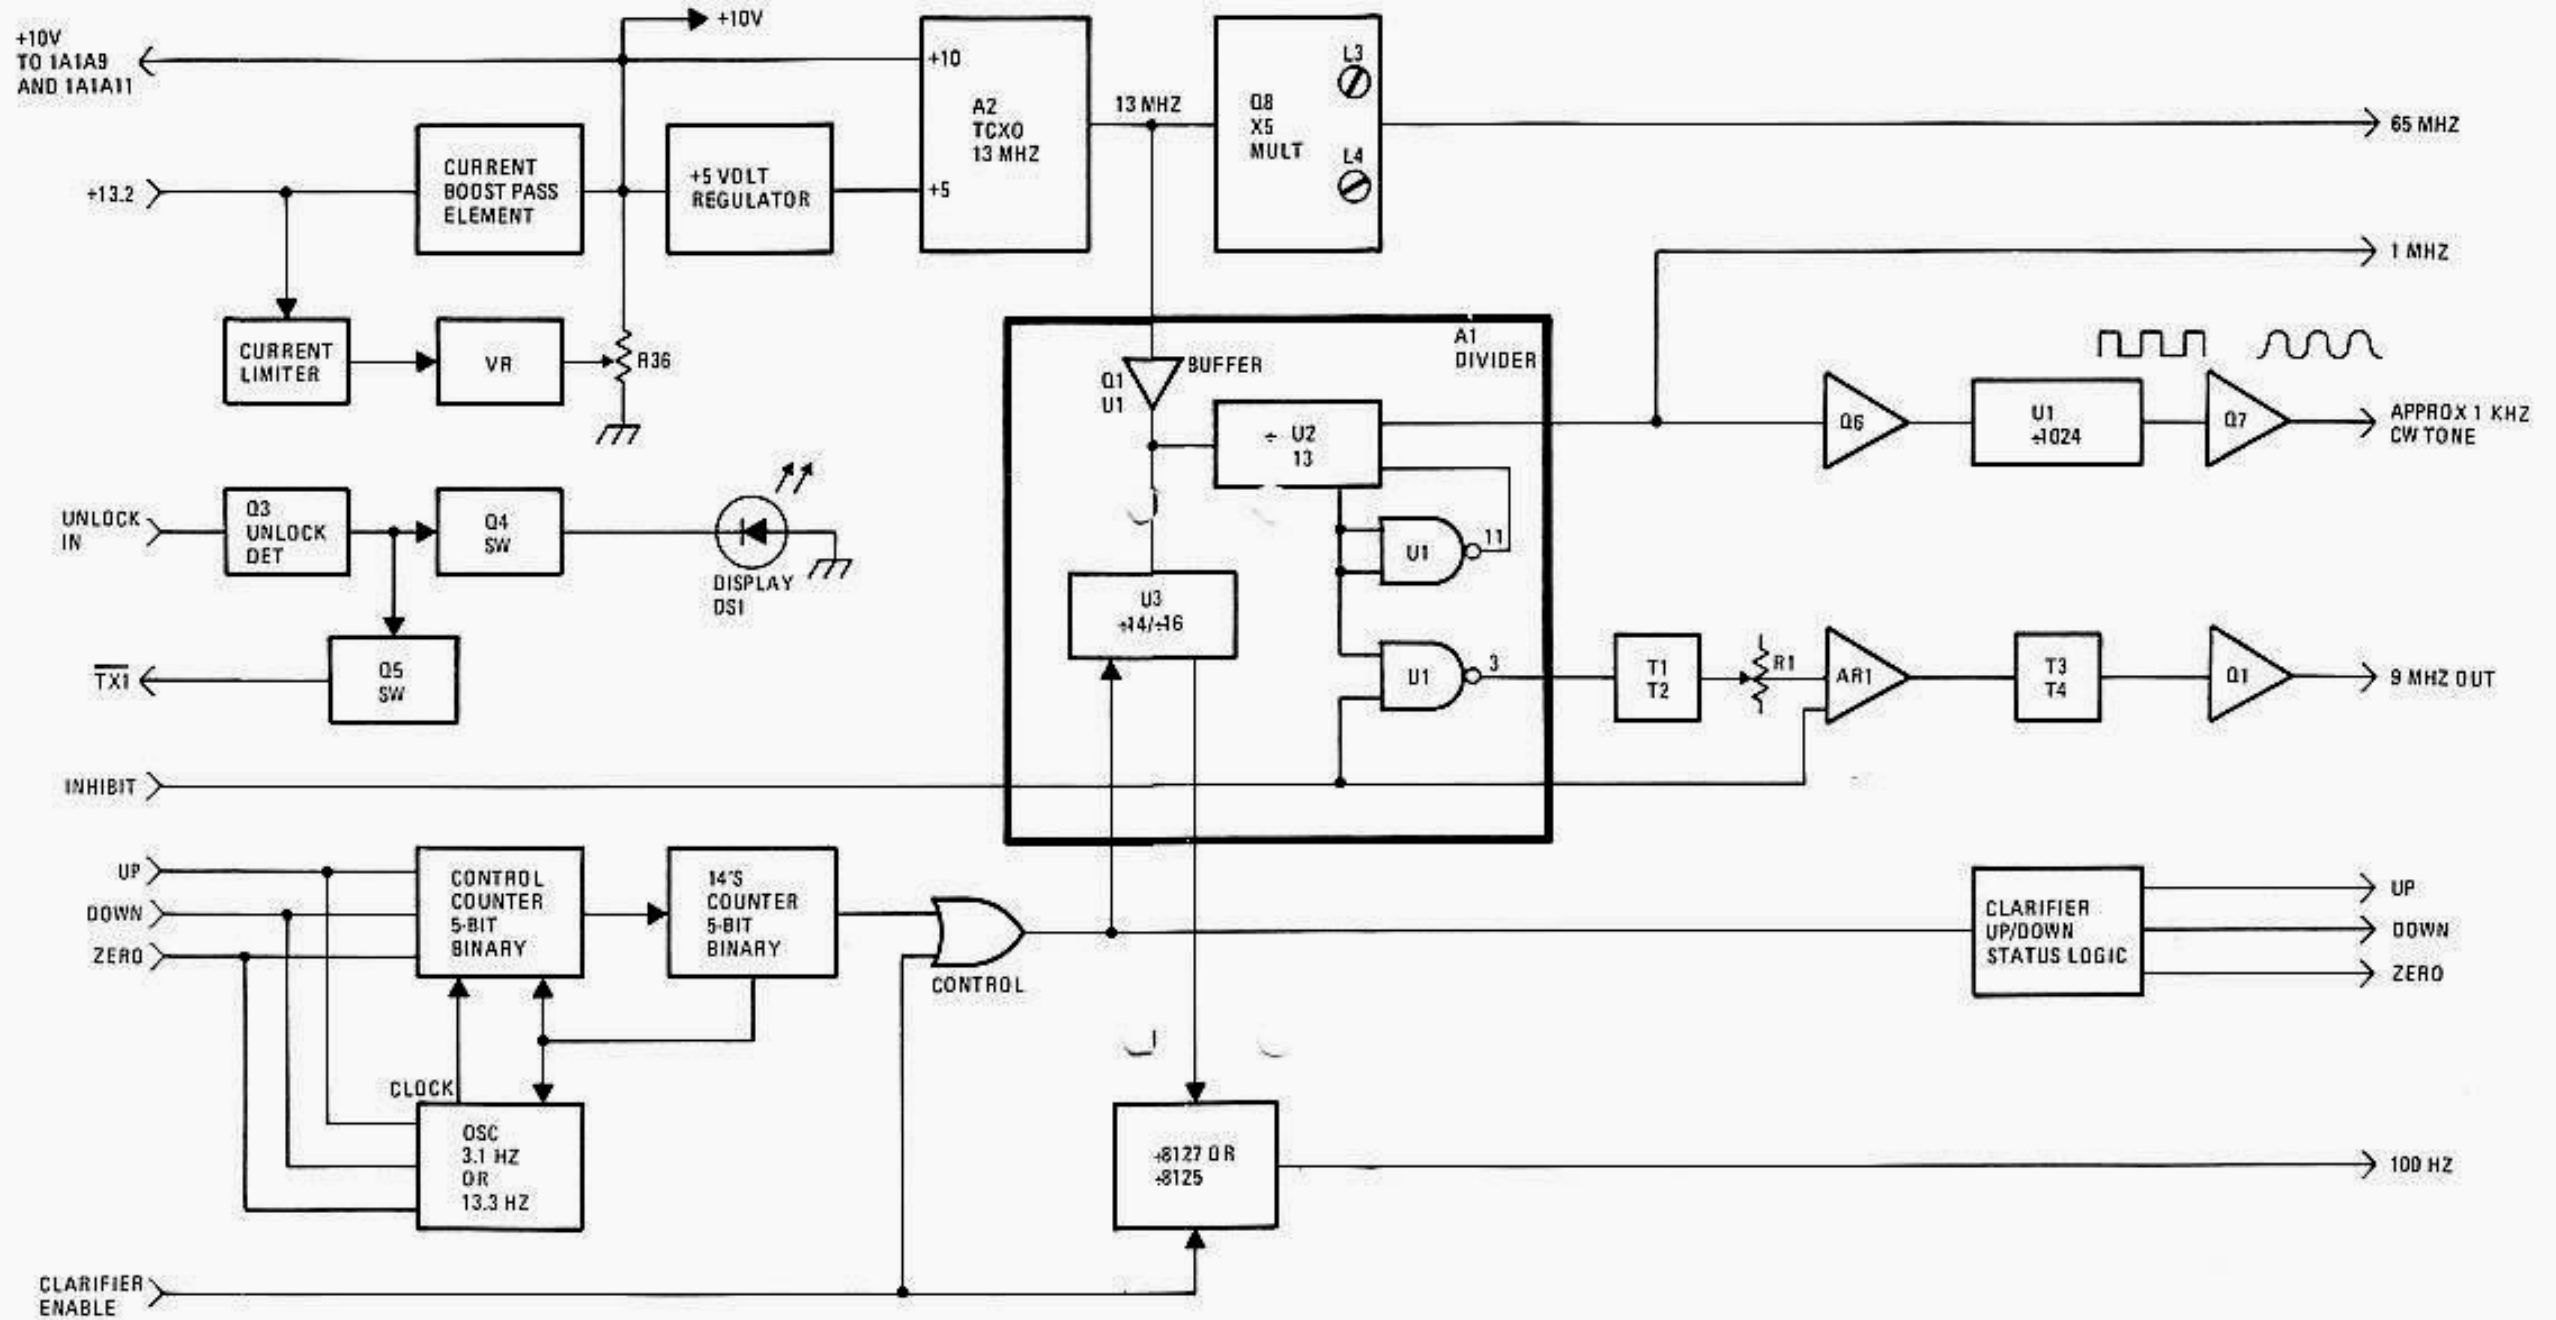 +10V
+10V
TO 1A1A9
AND 1A1A11
+10
A2
TCXO
13 MHZ
+5
13 MHZ
Q8
X5
MULT
L3
L4
65 MHZ
+13.2
CURRENT
BOOST PASS
ELEMENT
+5 VOLT
REGULATOR
1 MHZ
CURRENT
LIMITER
VR
R36
A1
DIVIDER
BUFFER
Q1
U1
÷ U2
13
Q6
U1
÷1024
Q7
APPROX 1 KHZ
CW TONE
UNLOCK
IN
Q3
UNLOCK
DET
Q4
SW
DISPLAY
DS1
U1
11
U3
÷14/÷16
TX1
Q5
SW
U1
3
T1
T2
R1
AR1
T3
T4
Q1
9 MHZ OUT
INHIBIT
UP
DOWN
ZERO
CONTROL
COUNTER
5-BIT
BINARY
14'S
COUNTER
5-BIT
BINARY
CONTROL
CLARIFIER
UP/DOWN
STATUS LOGIC
UP
DOWN
ZERO
CLOCK
OSC
3.1 HZ
OR
13.3 HZ
÷8127 OR
÷8125
100 HZ
CLARIFIER
ENABLE